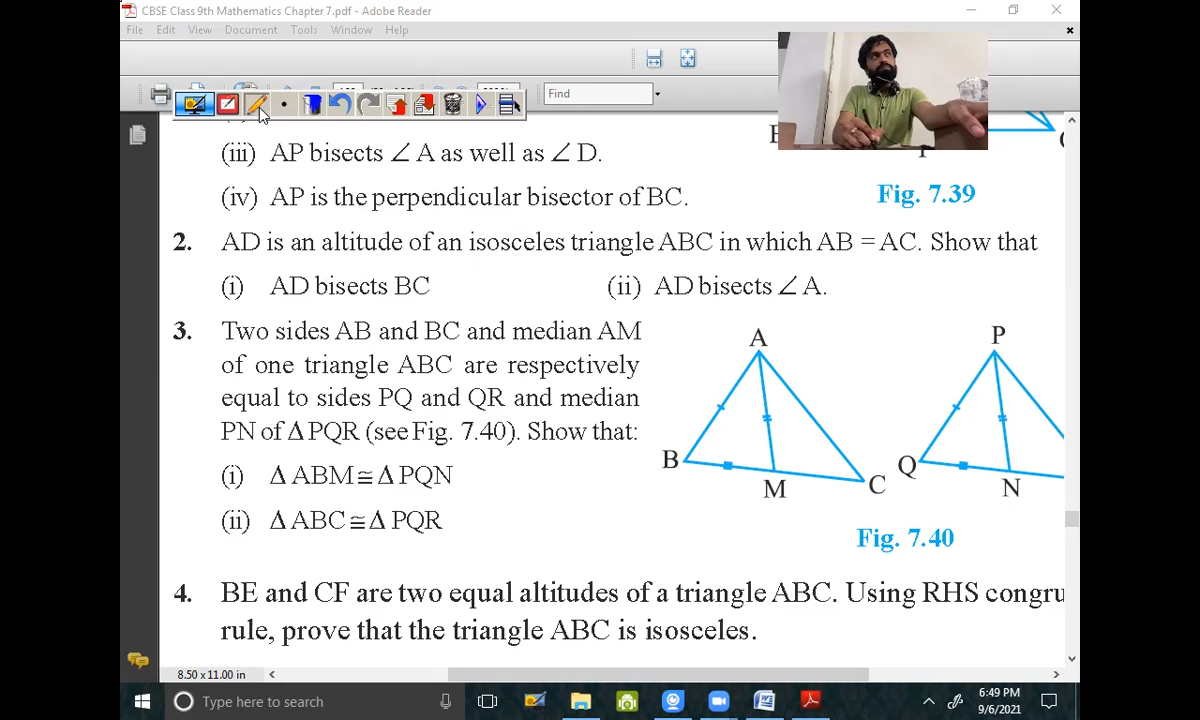 CBSE Class 9th Mathematics Chapter 7.pdf - Adobe Reader
File Edit View Document Tools Window Help
Find
(iii) AP bisects ∠ A as well as ∠ D.
(iv) AP is the perpendicular bisector of BC.
Fig. 7.39
2. AD is an altitude of an isosceles triangle ABC in which AB = AC. Show that
(i) AD bisects BC (ii) AD bisects ∠ A.
3. Two sides AB and BC and median AM
of one triangle ABC are respectively
equal to sides PQ and QR and median
PN of Δ PQR (see Fig. 7.40). Show that:
(i) Δ ABM ≅ Δ PQN
(ii) Δ ABC ≅ Δ PQR
A
P
B
M
C
Q
N
Fig. 7.40
4. BE and CF are two equal altitudes of a triangle ABC. Using RHS congru
rule, prove that the triangle ABC is isosceles.
8.50 x 11.00 in
Type here to search
6:49 PM
9/6/2021